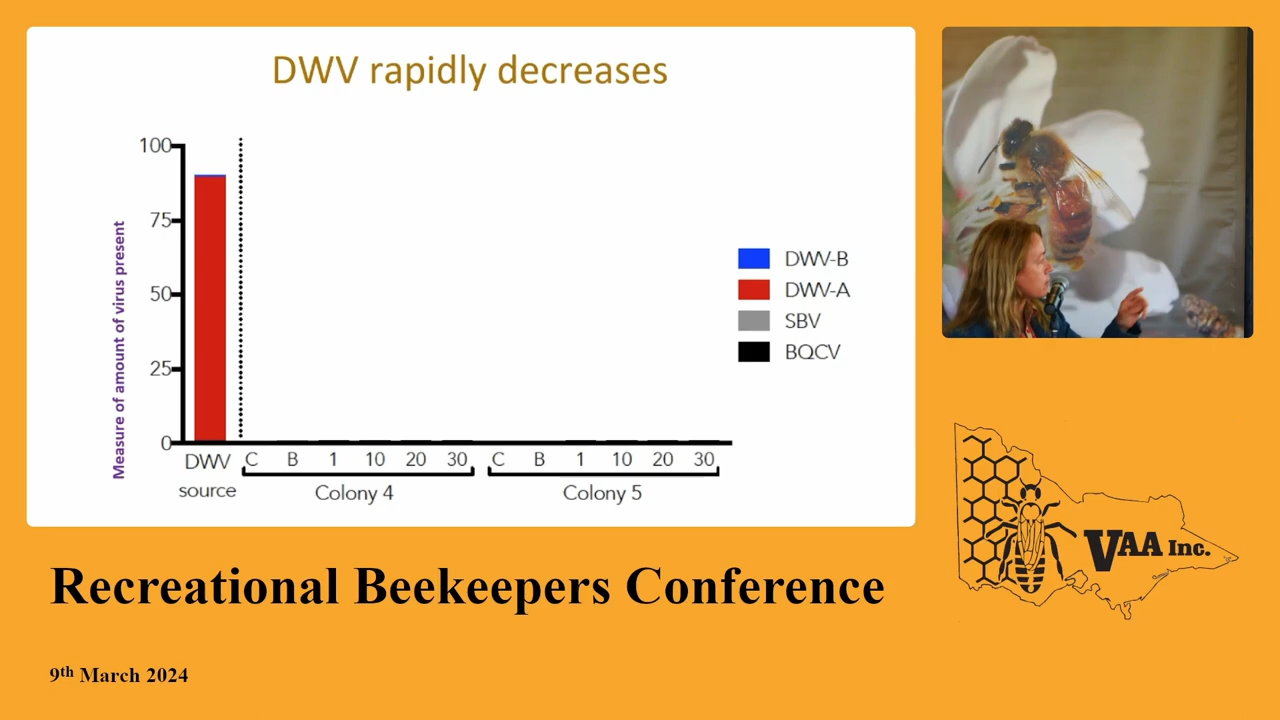 DWV rapidly decreases
Measure of amount of virus present
100
75
50
25
0
DWV source
C B 1 10 20 30
Colony 4
C B 1 10 20 30
Colony 5
DWV-B
DWV-A
SBV
BQCV
VAA Inc.
Recreational Beekeepers Conference
9th March 2024